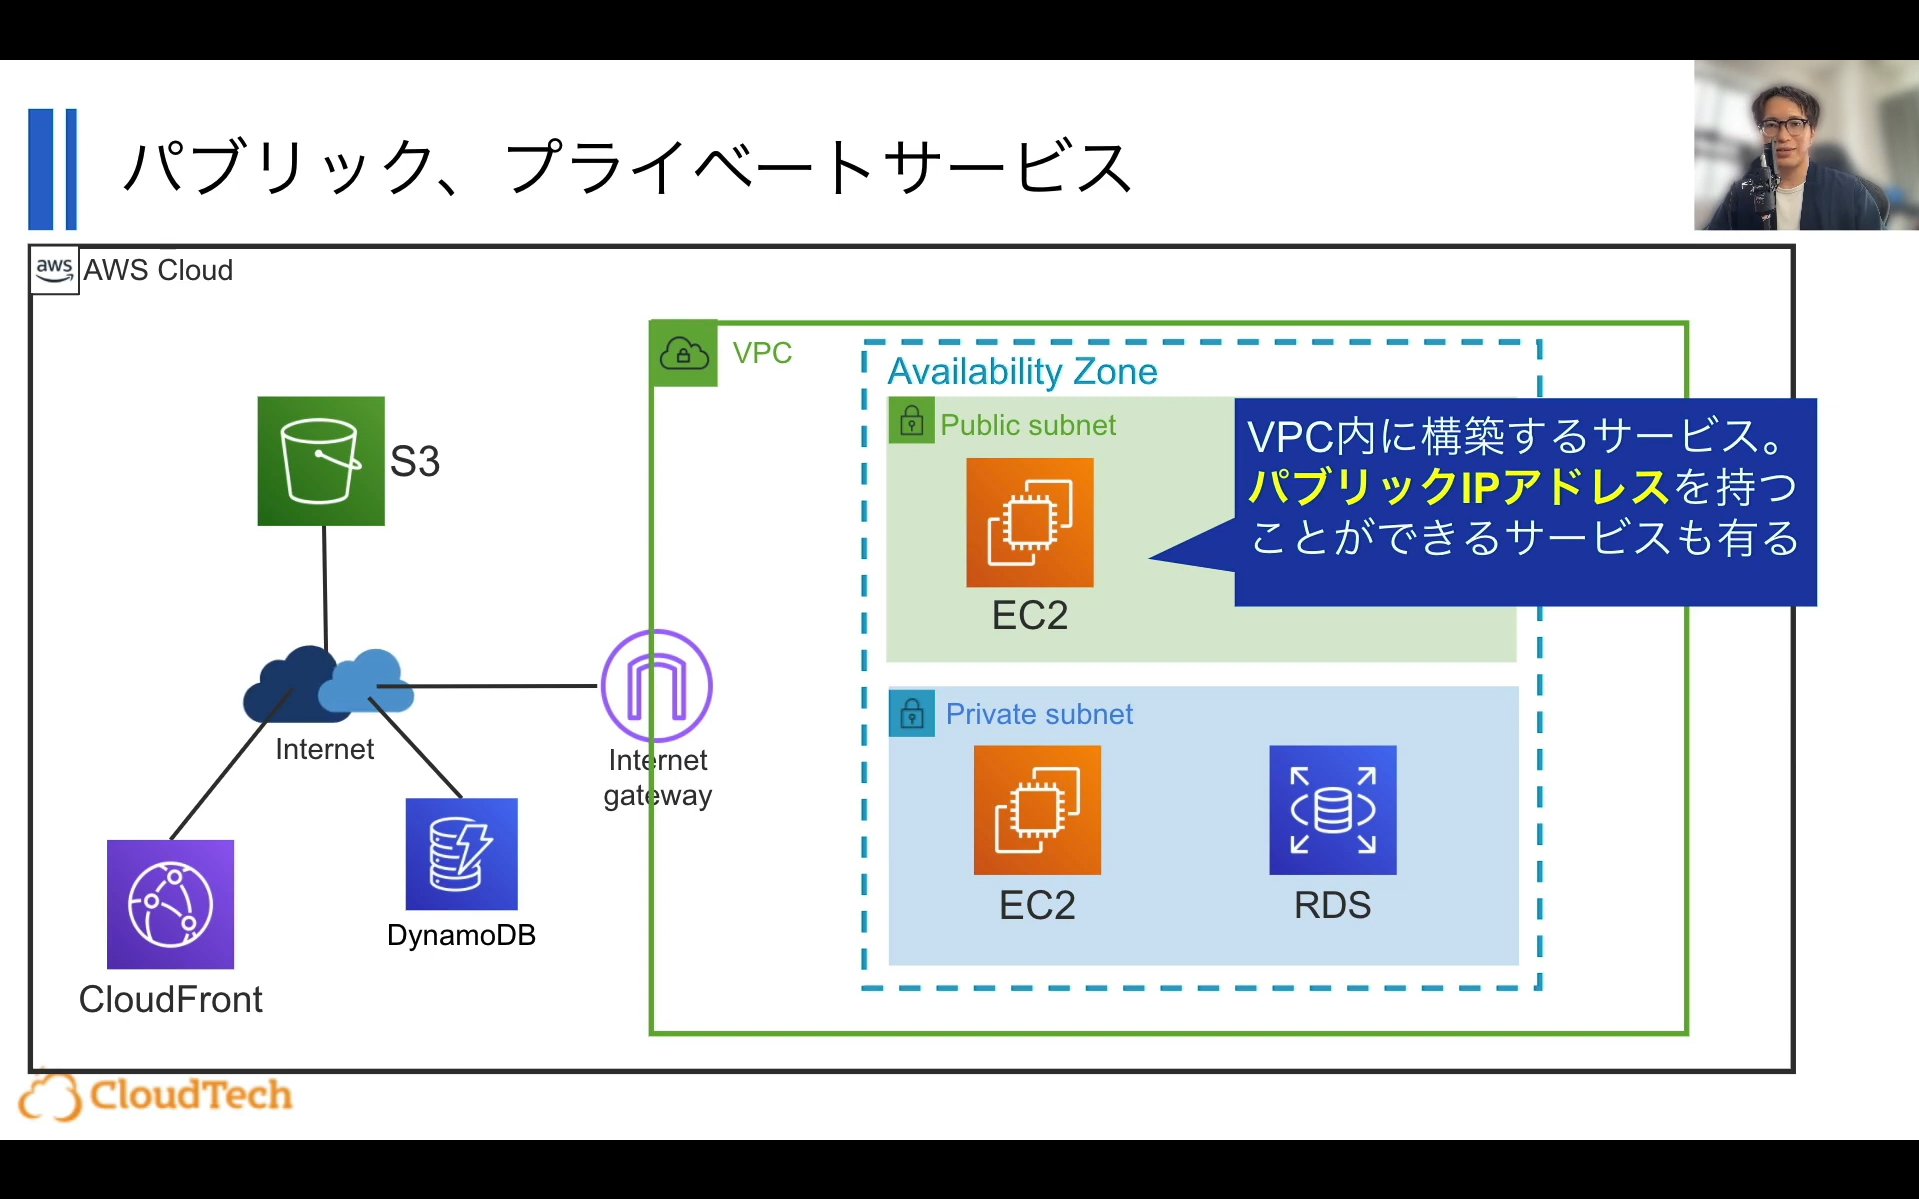 パブリック、プライベートサービス
aws
AWS Cloud
VPC
Availability Zone
Public subnet
VPC内に構築するサービス。
パブリックIPアドレスを持つ
ことができるサービスも有る
S3
EC2
Internet
Internet
gateway
Private subnet
EC2
RDS
DynamoDB
CloudFront
CloudTech